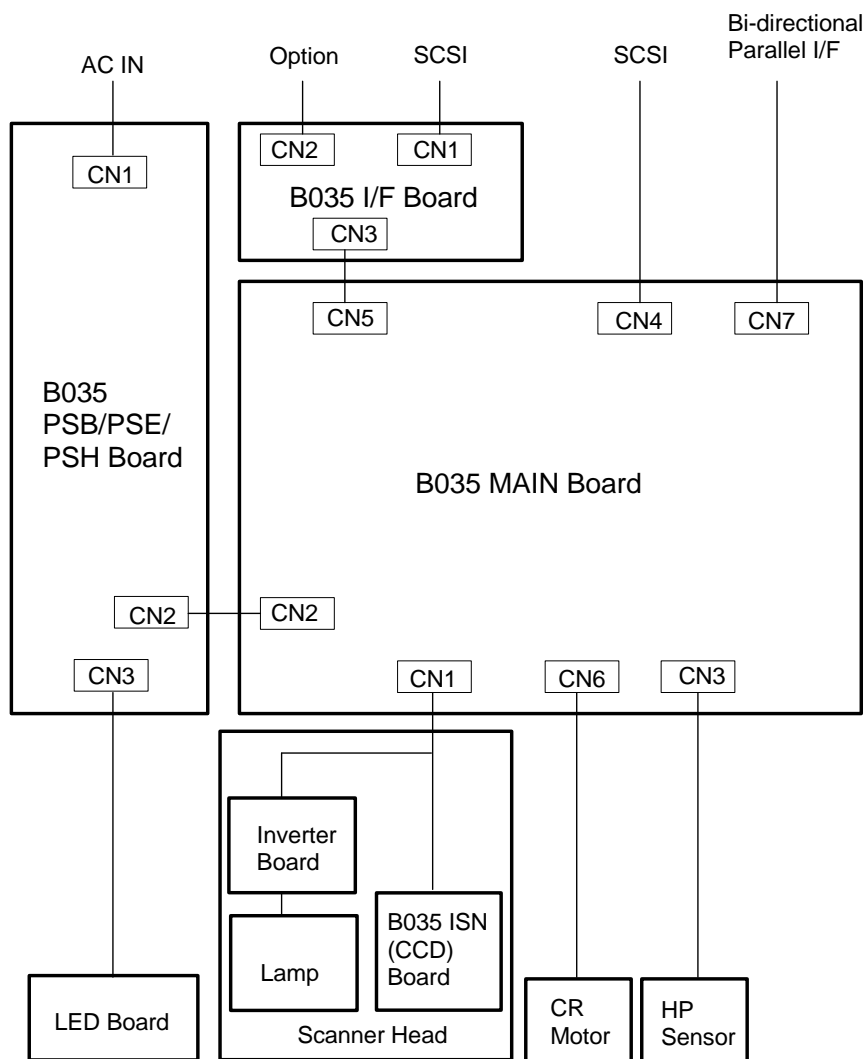 Bi-directional
Parallel I/F
AC IN
Option
SCSI
SCSI
CN1
CN2
CN1
B035 I/F Board
CN3
CN5
CN4
CN7
B035
PSB/PSE/
PSH Board
B035 MAIN Board
CN2
CN2
CN3
CN1
CN6
CN3
Inverter
Board
Lamp
B035 ISN
(CCD)
Board
Scanner Head
LED Board
CR
Motor
HP
Sensor